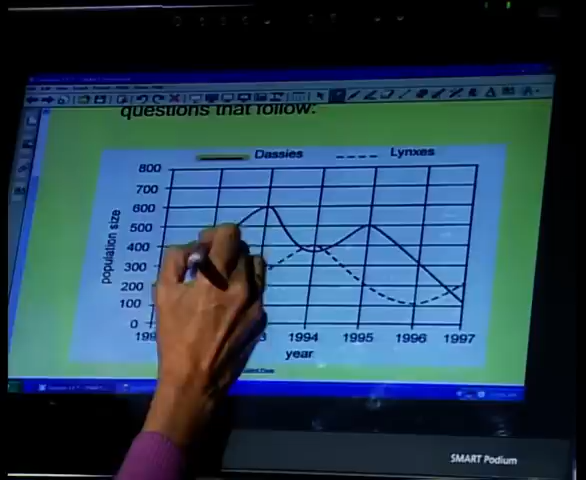 questions that follow:
Dassies Lynxes
800
700
600
500
400
300
200
100
0
population size
1994 1995 1996 1997
year
SMART Podium